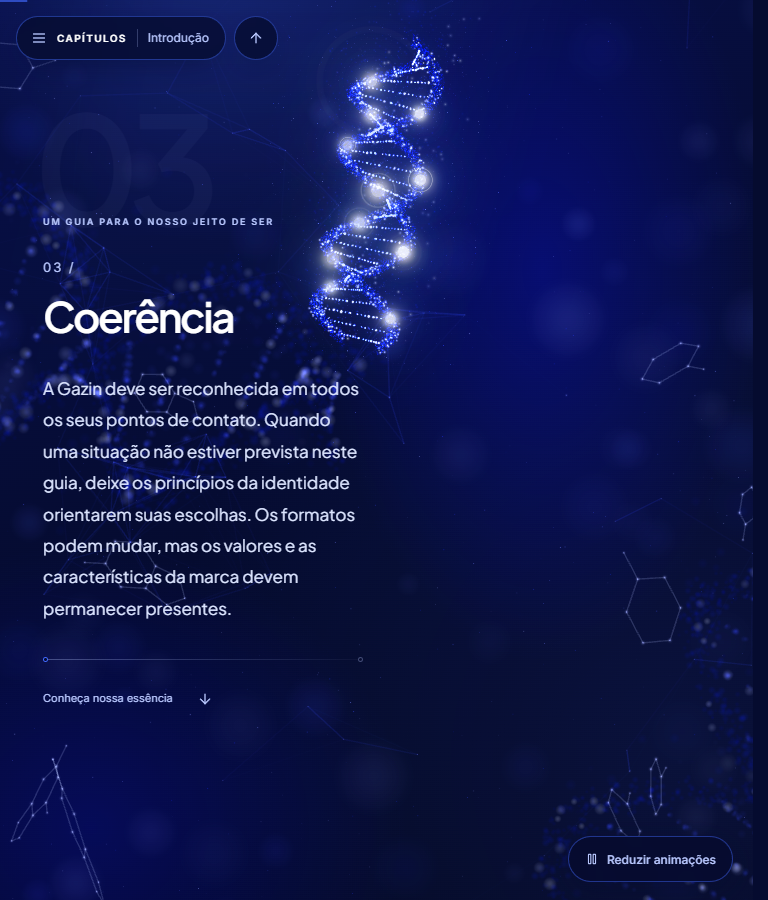 CAPÍTULOS Introdução
03
UM GUIA PARA O NOSSO JEITO DE SER
03 /
Coerência
A Gazin deve ser reconhecida em todos
os seus pontos de contato. Quando
uma situação não estiver prevista neste
guia, deixe os princípios da identidade
orientarem suas escolhas. Os formatos
podem mudar, mas os valores e as
características da marca devem
permanecer presentes.
Conheça nossa essência
Reduzir animações